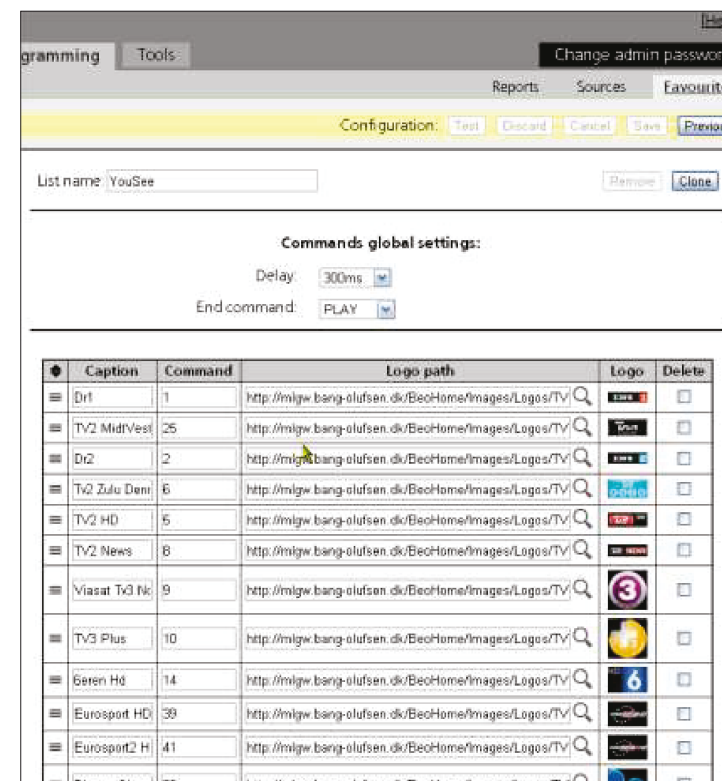 gramming Tools Change admin passwor
Reports Sources Favourit
Configuration: Test Discard Cancel Save Previou
List name YouSee Remove Clone
Commands global settings:
Delay: 300ms
End command: PLAY
Caption Command Logo path Logo Delete
Dr1 1 http://mlgw.bang-olufsen.dk/BeoHome/Images/Logos/TV
TV2 MidtVest 25 http://mlgw.bang-olufsen.dk/BeoHome/Images/Logos/TV
Dr2 2 http://mlgw.bang-olufsen.dk/BeoHome/Images/Logos/TV
Tv2 Zulu Denr 6 http://mlgw.bang-olufsen.dk/BeoHome/Images/Logos/TV
TV2 HD 5 http://mlgw.bang-olufsen.dk/BeoHome/Images/Logos/TV
TV2 News 8 http://mlgw.bang-olufsen.dk/BeoHome/Images/Logos/TV
Viasat Tv3 No 9 http://mlgw.bang-olufsen.dk/BeoHome/Images/Logos/TV 3
TV3 Plus 10 http://mlgw.bang-olufsen.dk/BeoHome/Images/Logos/TV
6eren Hd 14 http://mlgw.bang-olufsen.dk/BeoHome/Images/Logos/TV 6
Eurosport HD 39 http://mlgw.bang-olufsen.dk/BeoHome/Images/Logos/TV
Eurosport2 H 41 http://mlgw.bang-olufsen.dk/BeoHome/Images/Logos/TV